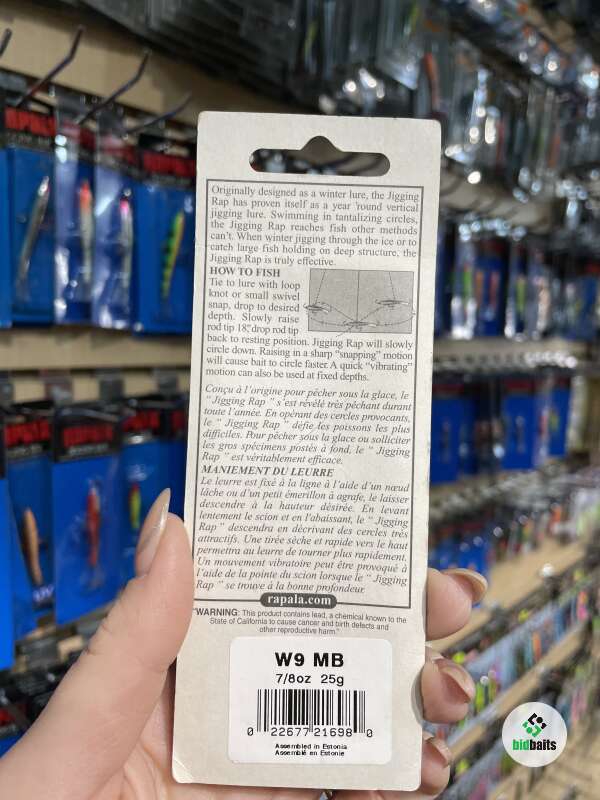 Originally designed as a winter lure, the Jigging
Rap has proven itself as a year 'round vertical
jigging lure. Swimming in tantalizing circles,
the Jigging Rap reaches fish other methods
can't. When winter jigging through the ice or to
catch large fish holding on deep structure, the
Jigging Rap is truly effective.
HOW TO FISH
Tie to lure with loop
knot or small swivel
snap, drop to desired
depth. Slowly raise
rod tip 18", drop rod tip
back to resting position. Jigging Rap will slowly
circle down. Raising in a sharp "snapping" motion
will cause bait to circle faster. A quick "vibrating"
motion can also be used at fixed depths.
Conçu à l'origine pour pêcher sous la glace, le
" Jigging Rap " s'est révélé très pêchant durant
toute l'année. En opérant des cercles provocants,
le " Jigging Rap " défie les poissons les plus
difficiles. Pour pêcher sous la glace ou solliciter
les gros spécimens postés à fond, le " Jigging
Rap " est véritablement efficace.
MANIEMENT DU LEURRE
Le leurre est fixé à la ligne à l'aide d'un nœud
lâche ou d'un petit émerillon à agrafe, le laisser
descendre à la hauteur désirée. En levant
lentement le scion et en l'abaissant, le " Jigging
Rap " descendra en décrivant des cercles très
attractifs. Une tirée sèche et rapide vers le haut
permettra au leurre de tourner plus rapidement.
Un mouvement vibratoire peut être provoqué à
l'aide de la pointe du scion lorsque le " Jigging
Rap " se trouve à la bonne profondeur.
rapala.com
"WARNING: This product contains lead, a chemical known to the
State of California to cause cancer and birth defects and
other reproductive harm."
W9 MB
7/8oz 25g
0 22677 21698 0
Assembled in Estonia
Assemblé en Estonie
bidbaits